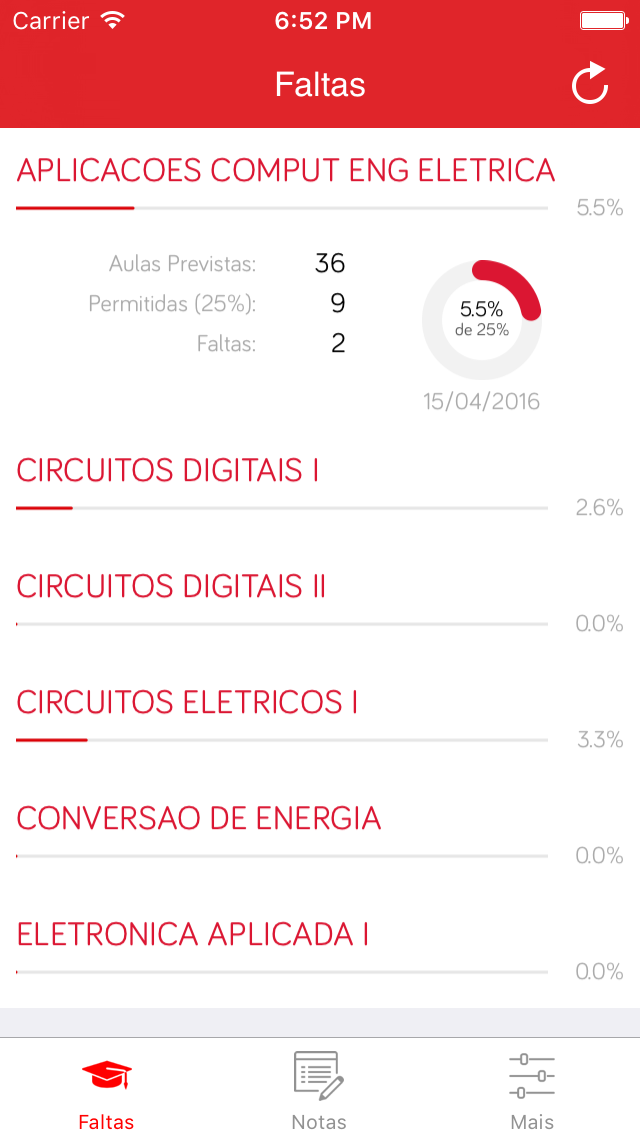 Carrier 6:52 PM
Faltas
APLICACOES COMPUT ENG ELETRICA
5.5%
Aulas Previstas: 36
Permitidas (25%): 9
Faltas: 2
5.5%
de 25%
15/04/2016
CIRCUITOS DIGITAIS I
2.6%
CIRCUITOS DIGITAIS II
0.0%
CIRCUITOS ELETRICOS I
3.3%
CONVERSAO DE ENERGIA
0.0%
ELETRONICA APLICADA I
0.0%
Faltas Notas Mais